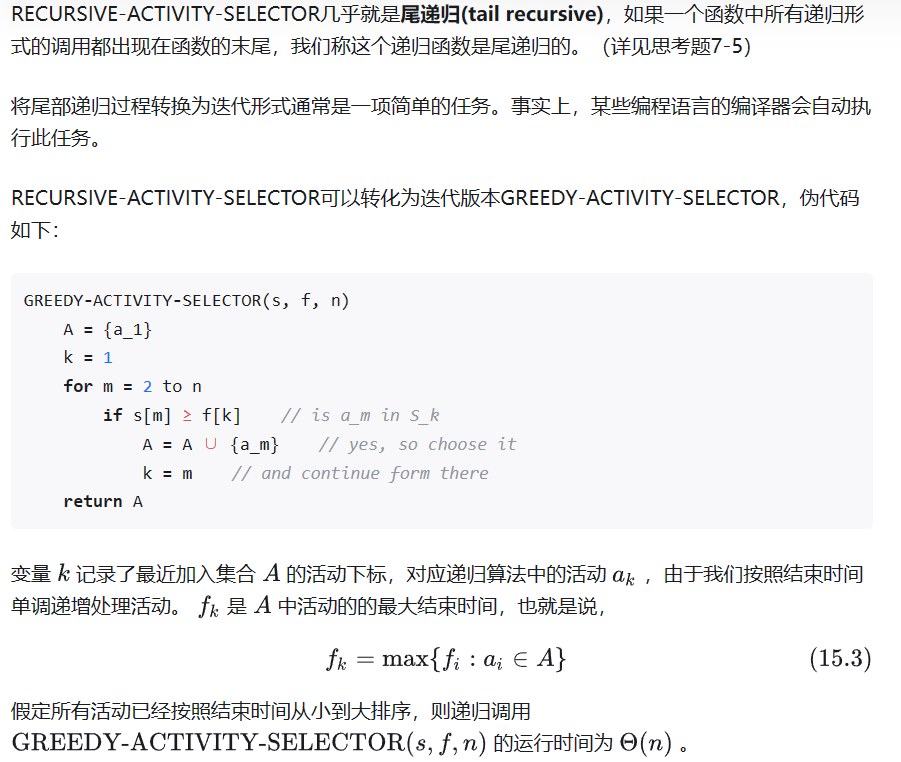 RECURSIVE-ACTIVITY-SELECTOR几乎就是尾递归(tail recursive)，如果一个函数中所有递归形
式的调用都出现在函数的末尾，我们称这个递归函数是尾递归的。（详见思考题7-5）
将尾部递归过程转换为迭代形式通常是一项简单的任务。事实上，某些编程语言的编译器会自动执
行此任务。
RECURSIVE-ACTIVITY-SELECTOR可以转化为迭代版本GREEDY-ACTIVITY-SELECTOR，伪代码
如下：
GREEDY-ACTIVITY-SELECTOR(s, f, n)
    A = {a_1}
    k = 1
    for m = 2 to n
        if s[m] ≥ f[k]    // is a_m in S_k
            A = A ∪ {a_m}    // yes, so choose it
            k = m    // and continue form there
    return A
变量 k 记录了最近加入集合 A 的活动下标，对应递归算法中的活动 a_k ，由于我们按照结束时间
单调递增处理活动。 f_k 是 A 中活动的的最大结束时间，也就是说，
f_k = max{f_i : a_i ∈ A} (15.3)
假定所有活动已经按照结束时间从小到大排序，则递归调用
GREEDY-ACTIVITY-SELECTOR(s, f, n) 的运行时间为 Θ(n) 。